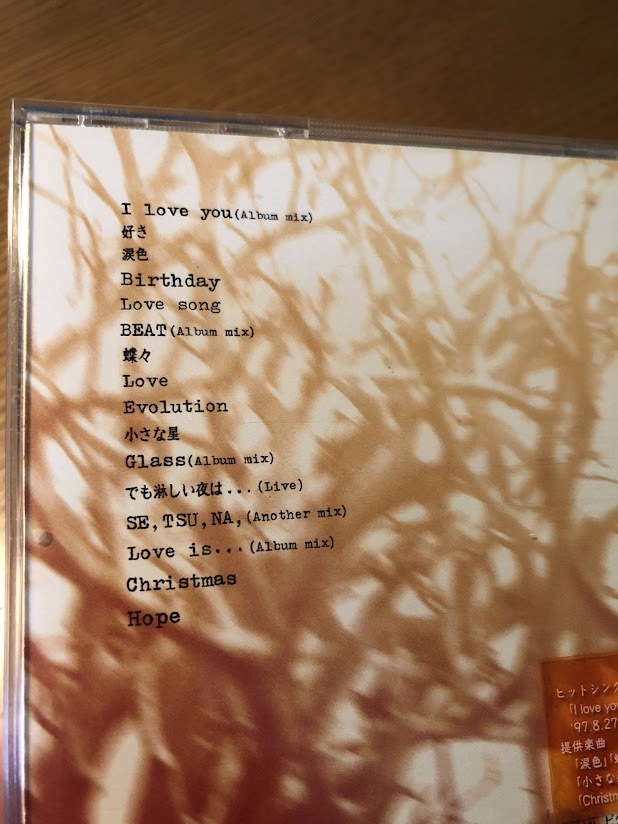 I love you(Album mix)
好き
涙色
Birthday
Love song
BEAT(Album mix)
蝶々
Love
Evolution
小さな星
Glass(Album mix)
でも淋しい夜は...(Live)
SE,TSU,NA,(Another mix)
Love is...(Album mix)
Christmas
Hope
ヒットシング
「I love you
'97.8.27
提供楽曲
「涙色」「
「小さな
「Christm